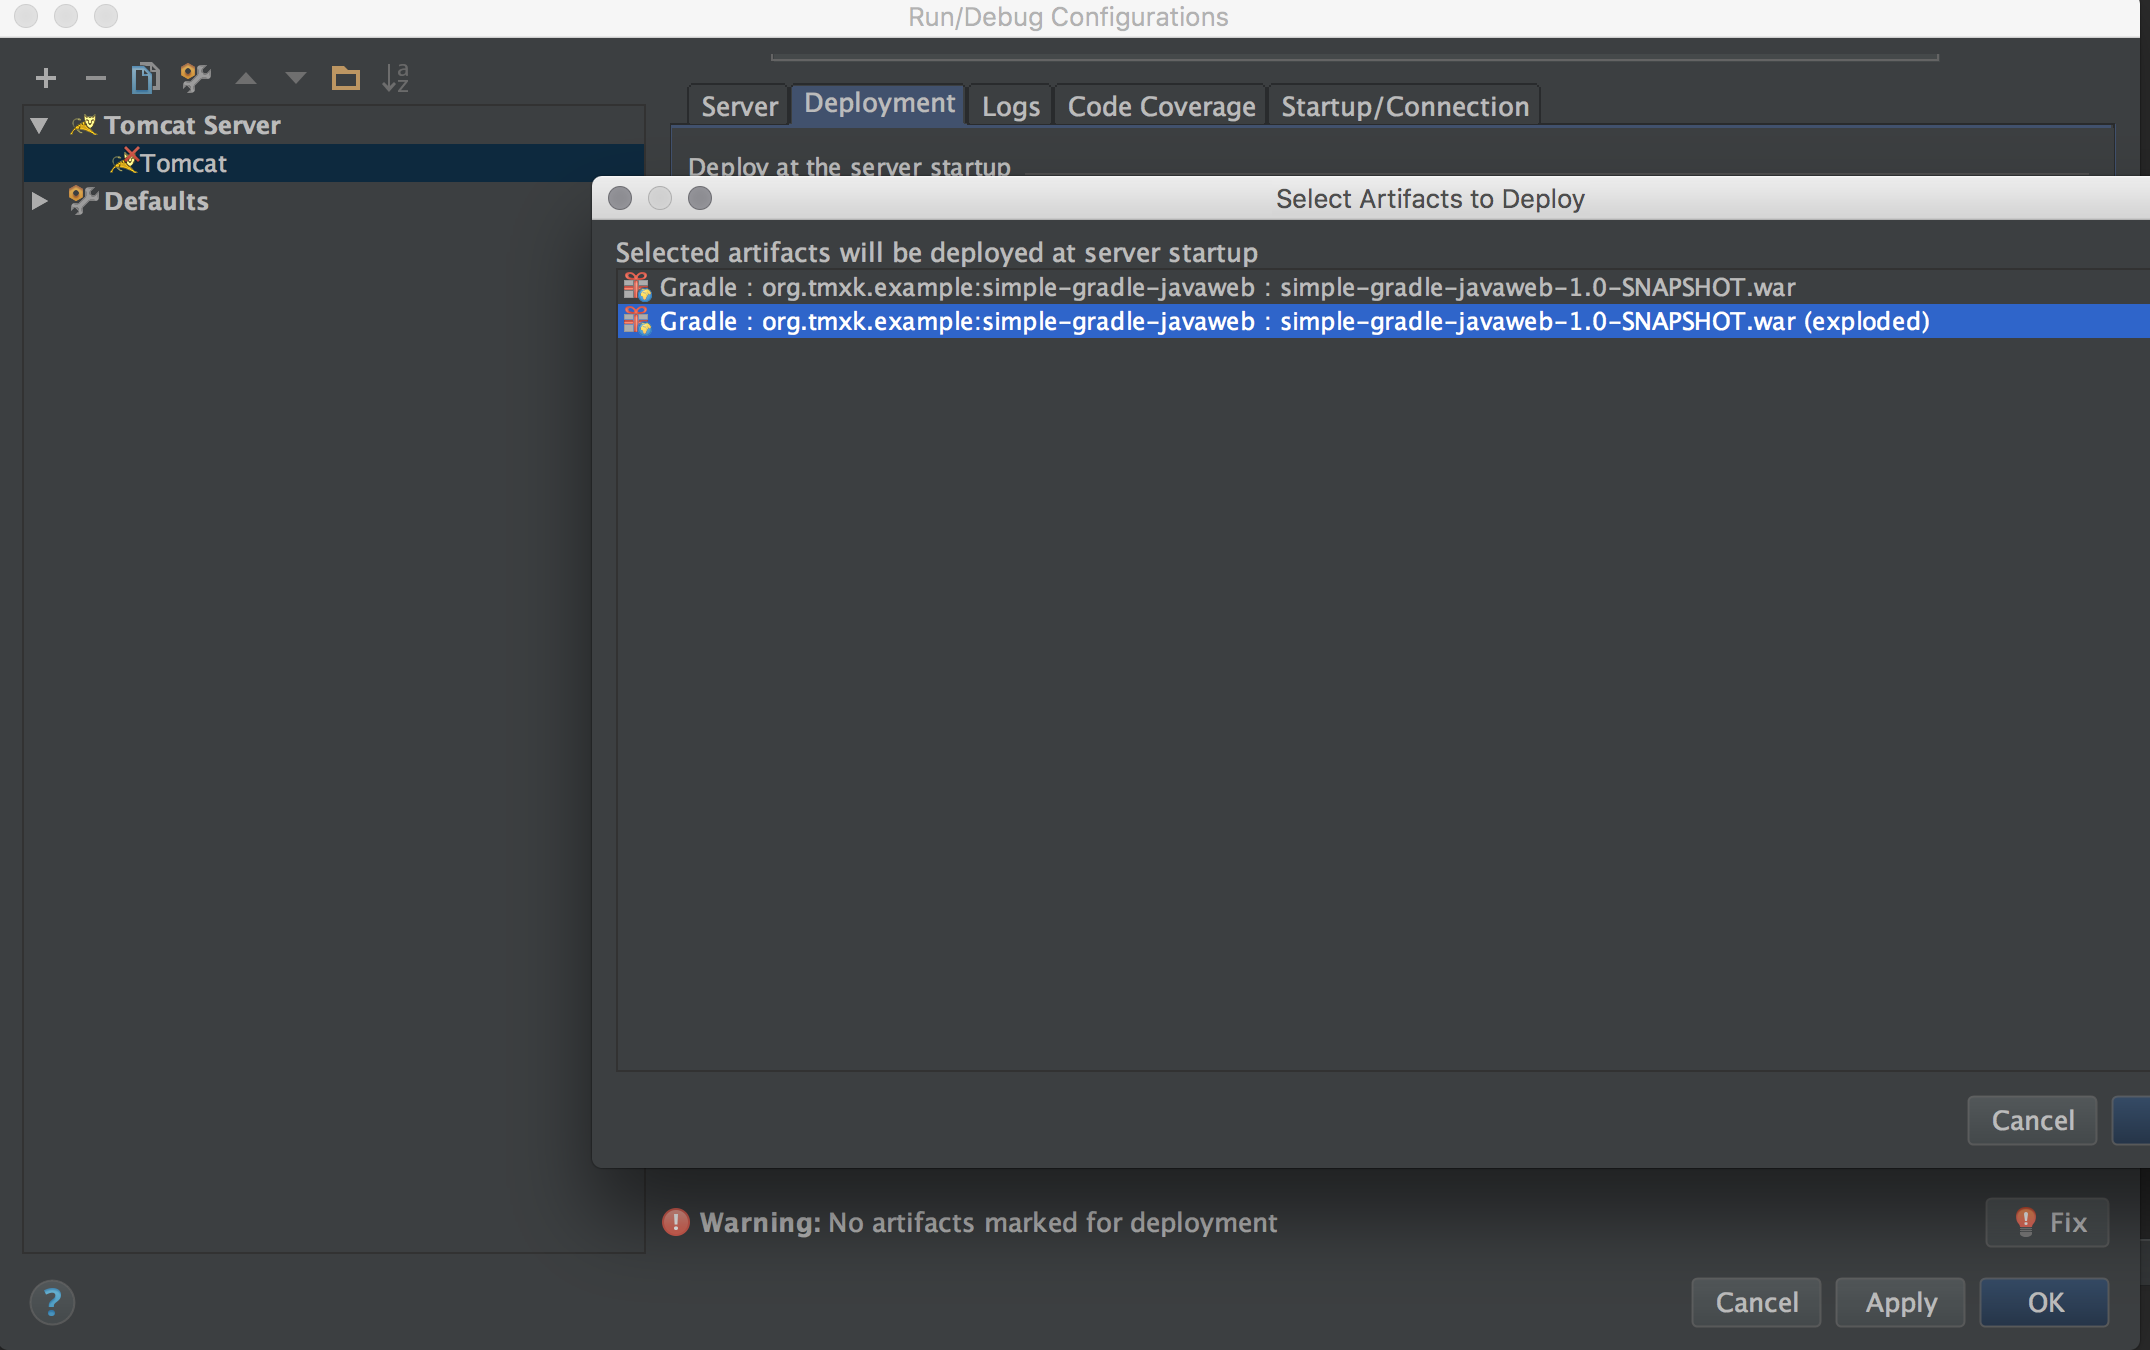 Run/Debug Configurations
Tomcat Server
Tomcat
Defaults
Server
Deployment
Logs
Code Coverage
Startup/Connection
Deploy at the server startup
Select Artifacts to Deploy
Selected artifacts will be deployed at server startup
Gradle : org.tmxk.example:simple-gradle-javaweb : simple-gradle-javaweb-1.0-SNAPSHOT.war
Gradle : org.tmxk.example:simple-gradle-javaweb : simple-gradle-javaweb-1.0-SNAPSHOT.war (exploded)
Cancel
Warning: No artifacts marked for deployment
Fix
?
Cancel
Apply
OK